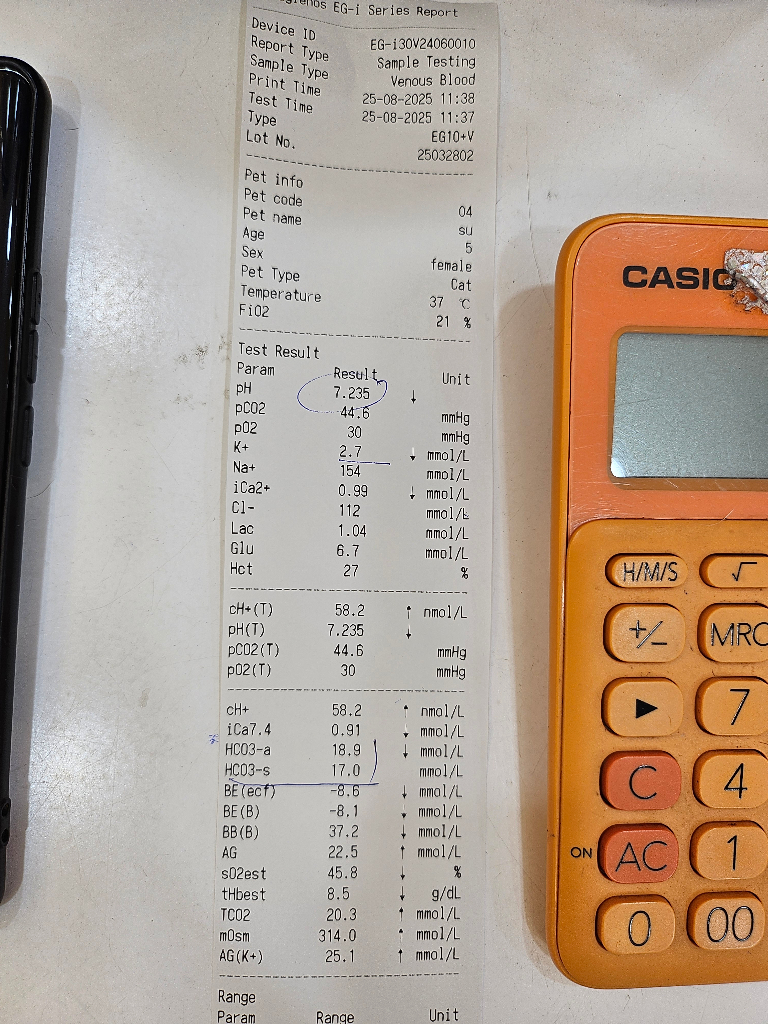 EG-i Series Report
Device ID EG-i30V24060010
Report Type Sample Testing
Sample Type Venous Blood
Print Time 25-08-2025 11:38
Test Time 25-08-2025 11:37
Type EG10+V
Lot No. 25032802
Pet info
Pet code 04
Pet name su
Age 5
Sex female
Pet Type Cat
Temperature 37 ℃
FiO2 21 %
Test Result
Param Result Unit
pH 7.235 ↓
pCO2 44.6 mmHg
pO2 30 mmHg
K+ 2.7 ↓ mmol/L
Na+ 154 mmol/L
iCa2+ 0.99 ↓ mmol/L
Cl- 112 mmol/L
Lac 1.04 mmol/L
Glu 6.7 mmol/L
Hct 27 %
cH+(T) 58.2 ↑ nmol/L
pH(T) 7.235 ↓
pCO2(T) 44.6 mmHg
pO2(T) 30 mmHg
cH+ 58.2 ↑ nmol/L
iCa7.4 0.91 ↓ mmol/L
HCO3-a 18.9 ↓ mmol/L
HCO3-s 17.0 mmol/L
BE(ecf) -8.6 ↓ mmol/L
BE(B) -8.1 ↓ mmol/L
BB(B) 37.2 ↓ mmol/L
AG 22.5 ↑ mmol/L
sO2est 45.8 ↓ %
tHbest 8.5 ↓ g/dL
TCO2 20.3 ↑ mmol/L
mOsm 314.0 ↑ mmol/L
AG(K+) 25.1 ↑ mmol/L
Range
Param Range Unit
CASIO
H/M/S √
+/− MRC
▶ 7
C 4
ON AC 1
0 00